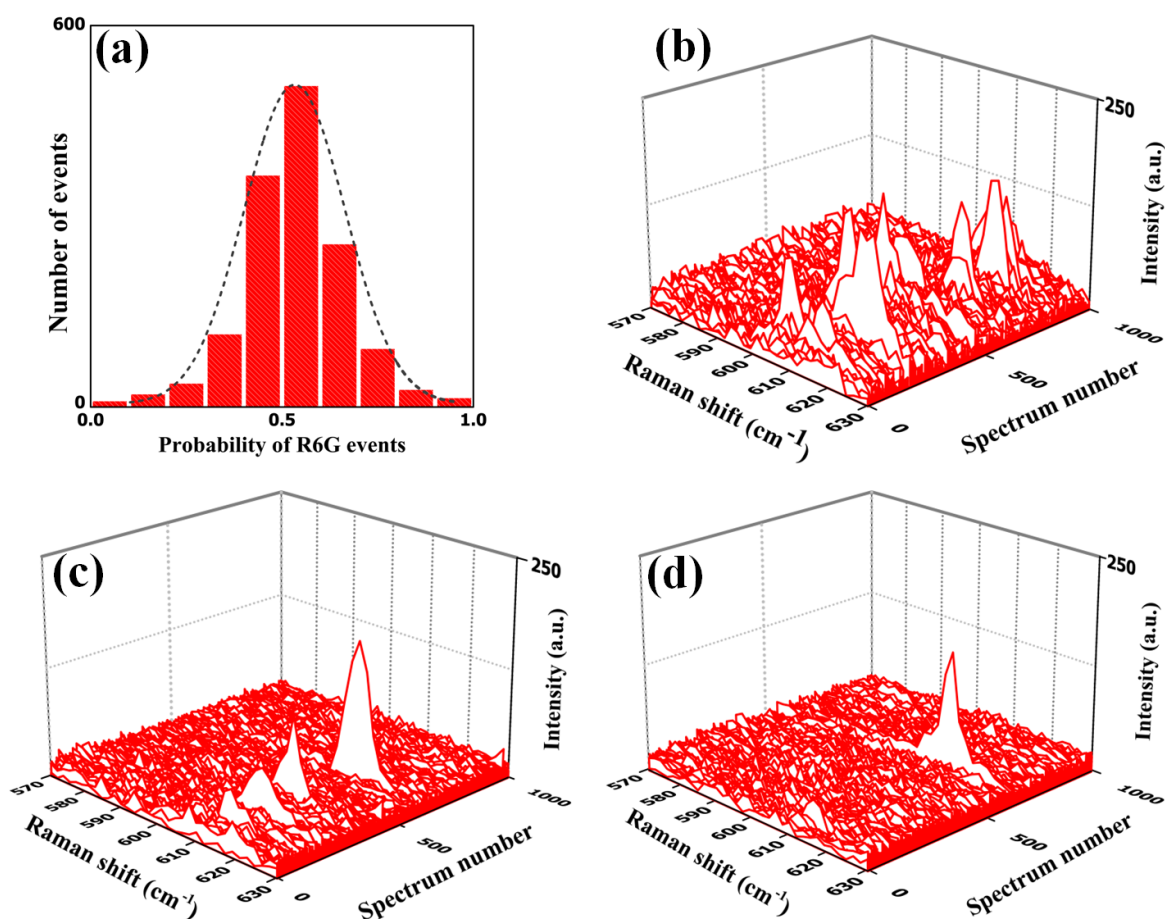 (a)
600
Number of events
0
0.0 0.5 1.0
Probability of R6G events
(b)
250
Intensity (a.u.)
570
580
590
600
610
620
630
Raman shift (cm-1)
0
500
1000
Spectrum number
(c)
250
Intensity (a.u.)
570
580
590
600
610
620
630
Raman shift (cm-1)
0
500
1000
Spectrum number
(d)
250
Intensity (a.u.)
570
580
590
600
610
620
630
Raman shift (cm-1)
0
500
1000
Spectrum number